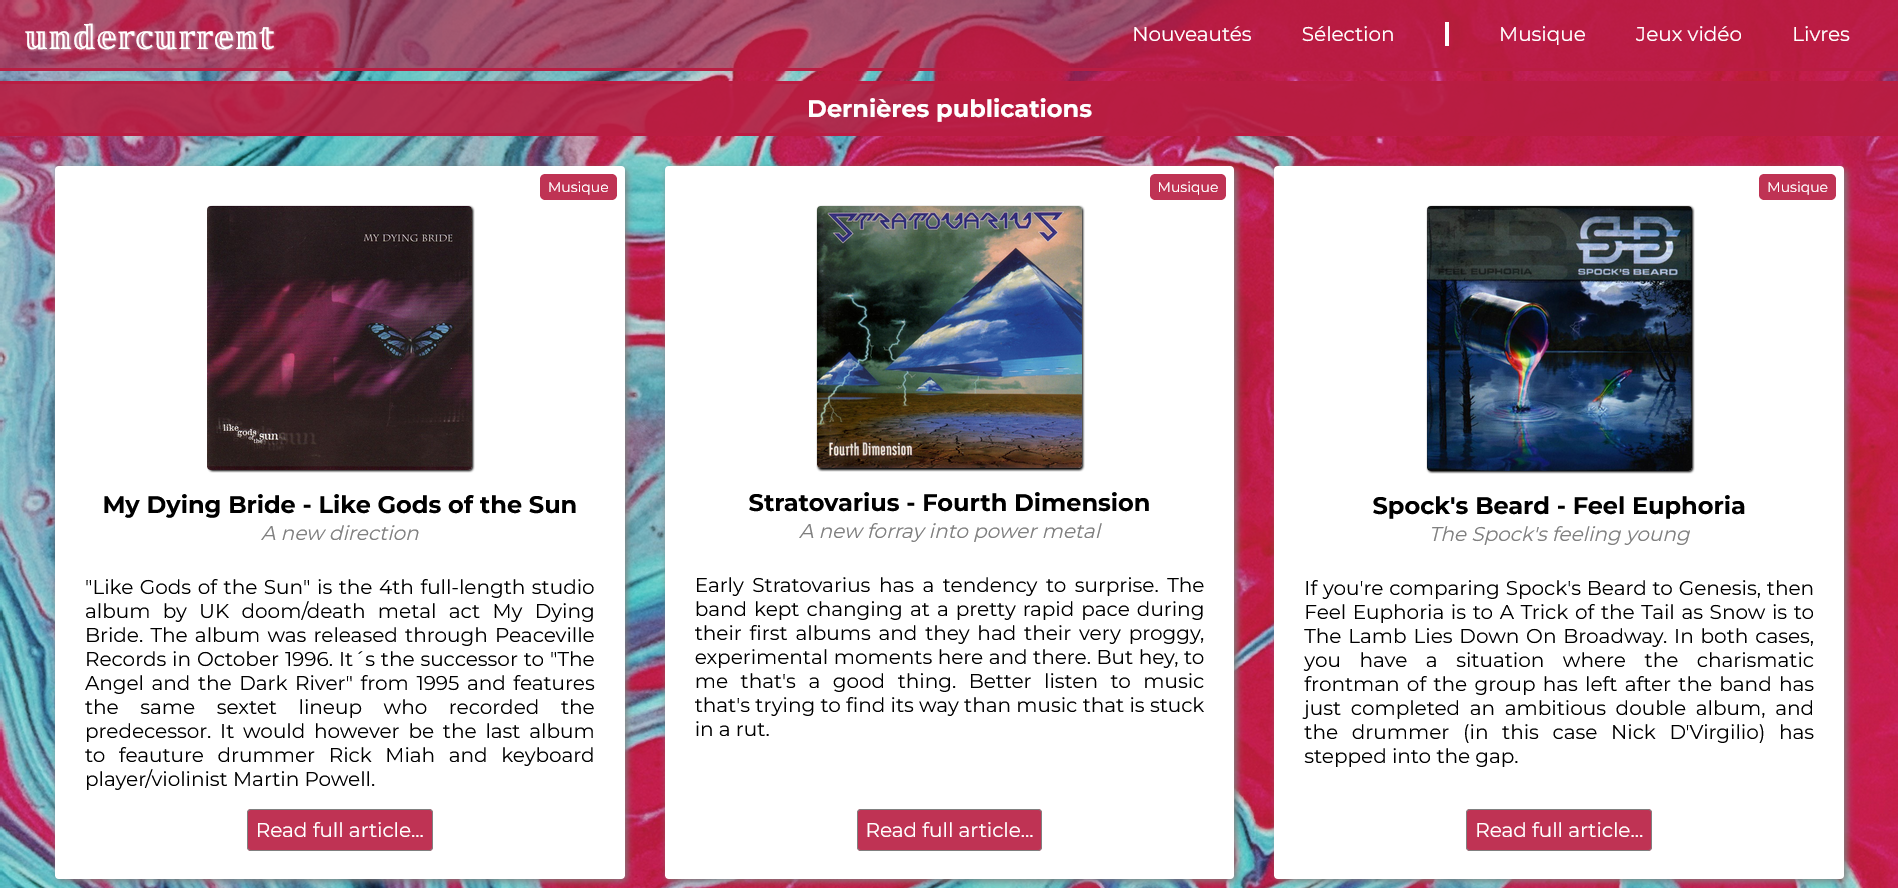 undercurrent
Nouveautés
Sélection
Musique
Jeux vidéo
Livres
Dernières publications
Musique
MY DYING BRIDE
like gods of the sun
My Dying Bride - Like Gods of the Sun
A new direction
"Like Gods of the Sun" is the 4th full-length studio
album by UK doom/death metal act My Dying
Bride. The album was released through Peaceville
Records in October 1996. It´s the successor to "The
Angel and the Dark River" from 1995 and features
the same sextet lineup who recorded the
predecessor. It would however be the last album
to feauture drummer Rick Miah and keyboard
player/violinist Martin Powell.
Read full article...
Musique
STRATOVARIUS
Fourth Dimension
Stratovarius - Fourth Dimension
A new forray into power metal
Early Stratovarius has a tendency to surprise. The
band kept changing at a pretty rapid pace during
their first albums and they had their very proggy,
experimental moments here and there. But hey, to
me that's a good thing. Better listen to music
that's trying to find its way than music that is stuck
in a rut.
Read full article...
Musique
SB
FEEL EUPHORIA
SPOCK'S BEARD
Spock's Beard - Feel Euphoria
The Spock's feeling young
If you're comparing Spock's Beard to Genesis, then
Feel Euphoria is to A Trick of the Tail as Snow is to
The Lamb Lies Down On Broadway. In both cases,
you have a situation where the charismatic
frontman of the group has left after the band has
just completed an ambitious double album, and
the drummer (in this case Nick D'Virgilio) has
stepped into the gap.
Read full article...